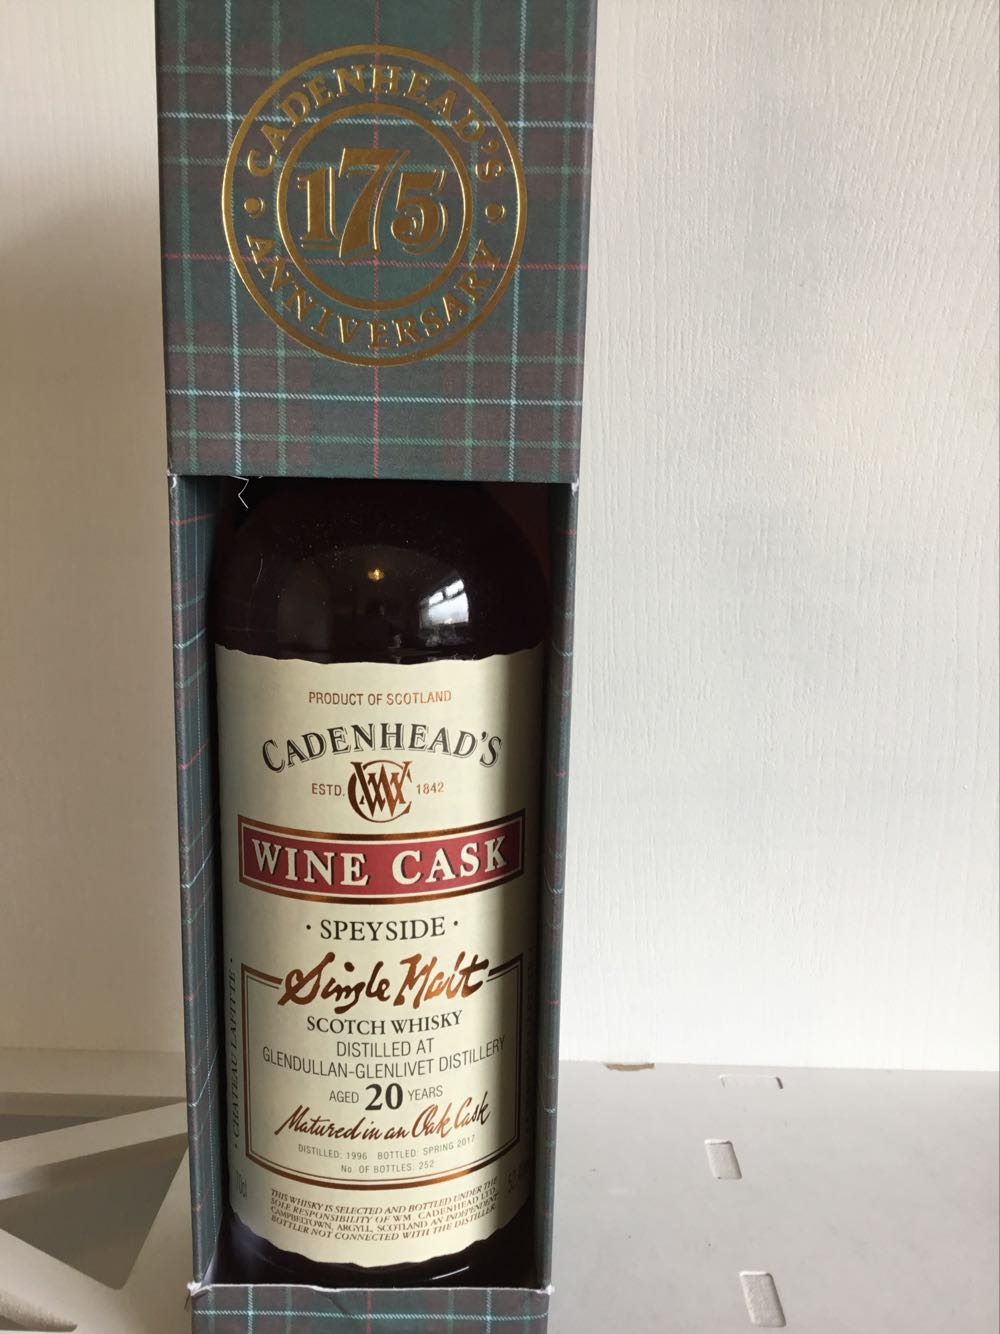 CADENHEAD'S
175
ANNIVERSARY
PRODUCT OF SCOTLAND
CADENHEAD'S
ESTD. WC 1842
WINE CASK
· SPEYSIDE ·
Single Malt
SCOTCH WHISKY
DISTILLED AT
GLENDULLAN-GLENLIVET DISTILLERY
AGED 20 YEARS
Matured in an Oak Cask
DISTILLED: 1996 BOTTLED: SPRING 2017
No. OF BOTTLES: 252
THIS WHISKY IS SELECTED AND BOTTLED UNDER THE
SOLE RESPONSIBILITY OF WM. CADENHEAD LTD.
CAMPBELTOWN, ARGYLL, SCOTLAND AN INDEPENDENT
BOTTLER NOT CONNECTED WITH THE DISTILLER.
· CHATEAU LAFITTE ·
70cl